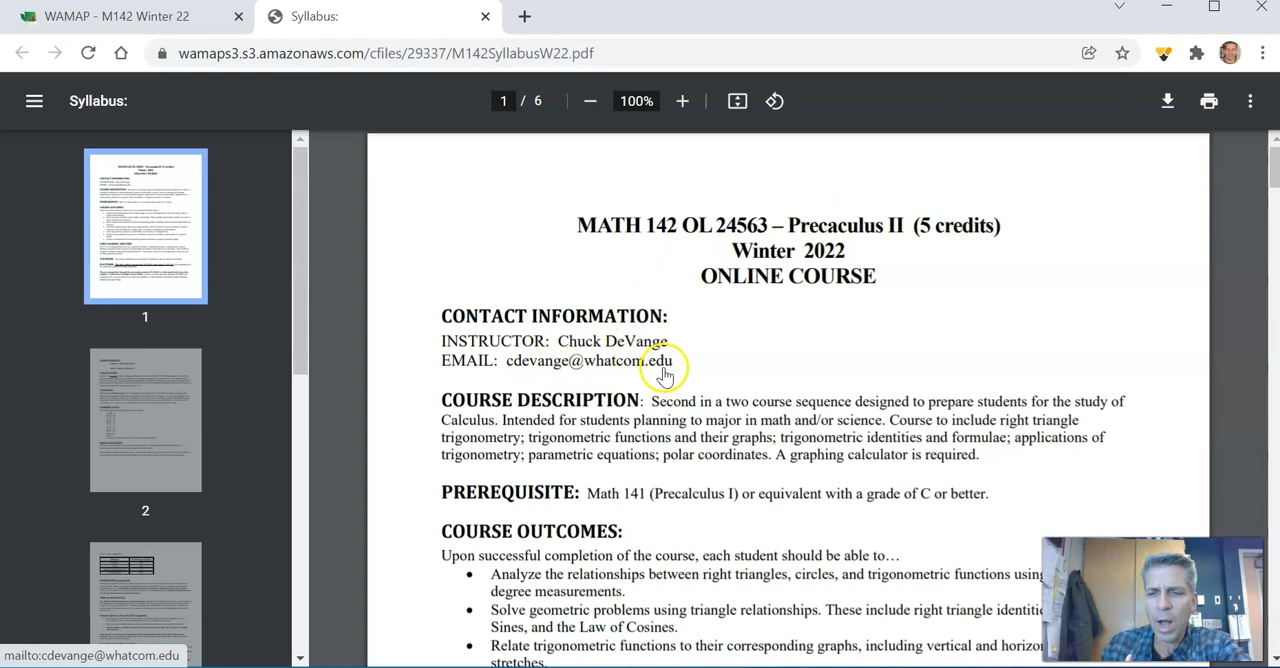 WAMAP - M142 Winter 22
Syllabus:
wamaps3.s3.amazonaws.com/cfiles/29337/M142SyllabusW22.pdf
Syllabus:
1 / 6
100%
MATH 142 OL 24563 – Precaculus II (5 credits)
Winter 2022
ONLINE COURSE
CONTACT INFORMATION:
INSTRUCTOR: Chuck DeVange
EMAIL: cdevange@whatcom.edu
COURSE DESCRIPTION: Second in a two course sequence designed to prepare students for the study of
Calculus. Intended for students planning to major in math and/or science. Course to include right triangle
trigonometry; trigonometric functions and their graphs; trigonometric identities and formulae; applications of
trigonometry; parametric equations; polar coordinates. A graphing calculator is required.
PREREQUISITE: Math 141 (Precalculus I) or equivalent with a grade of C or better.
COURSE OUTCOMES:
Upon successful completion of the course, each student should be able to…
• Analyze the relationships between right triangles, circles, and trigonometric functions using
degree measurements.
• Solve geometric problems using triangle relationships. These include right triangle identities
Sines, and the Law of Cosines.
• Relate trigonometric functions to their corresponding graphs, including vertical and horizon
stretches.
1
2
mailto:cdevange@whatcom.edu